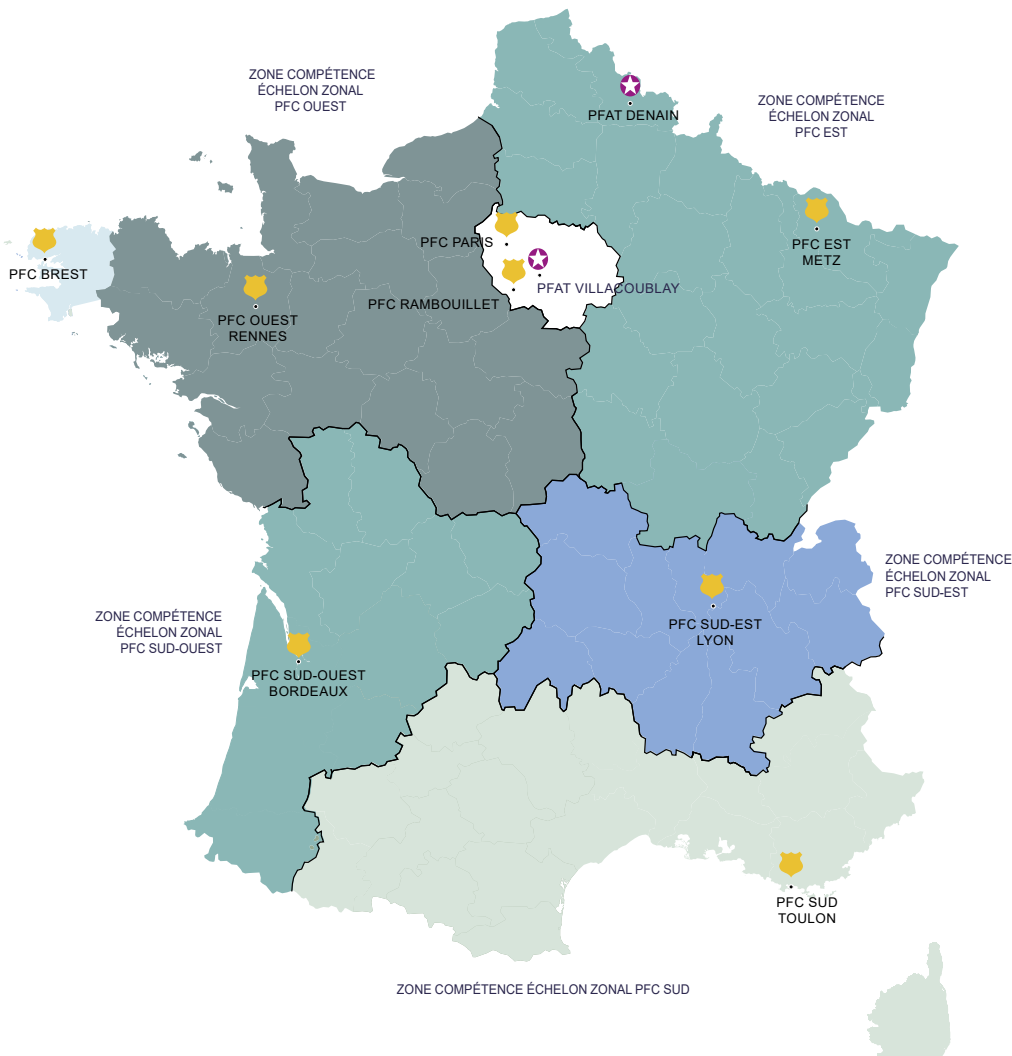 ZONE COMPÉTENCE
ÉCHELON ZONAL
PFC OUEST
ZONE COMPÉTENCE
ÉCHELON ZONAL
PFC EST
PFAT DENAIN
PFC PARIS
PFC EST
METZ
PFC BREST
PFAT VILLACOUBLAY
PFC RAMBOUILLET
PFC OUEST
RENNES
ZONE COMPÉTENCE
ÉCHELON ZONAL
PFC SUD-EST
ZONE COMPÉTENCE
ÉCHELON ZONAL
PFC SUD-OUEST
PFC SUD-EST
LYON
PFC SUD-OUEST
BORDEAUX
PFC SUD
TOULON
ZONE COMPÉTENCE ÉCHELON ZONAL PFC SUD